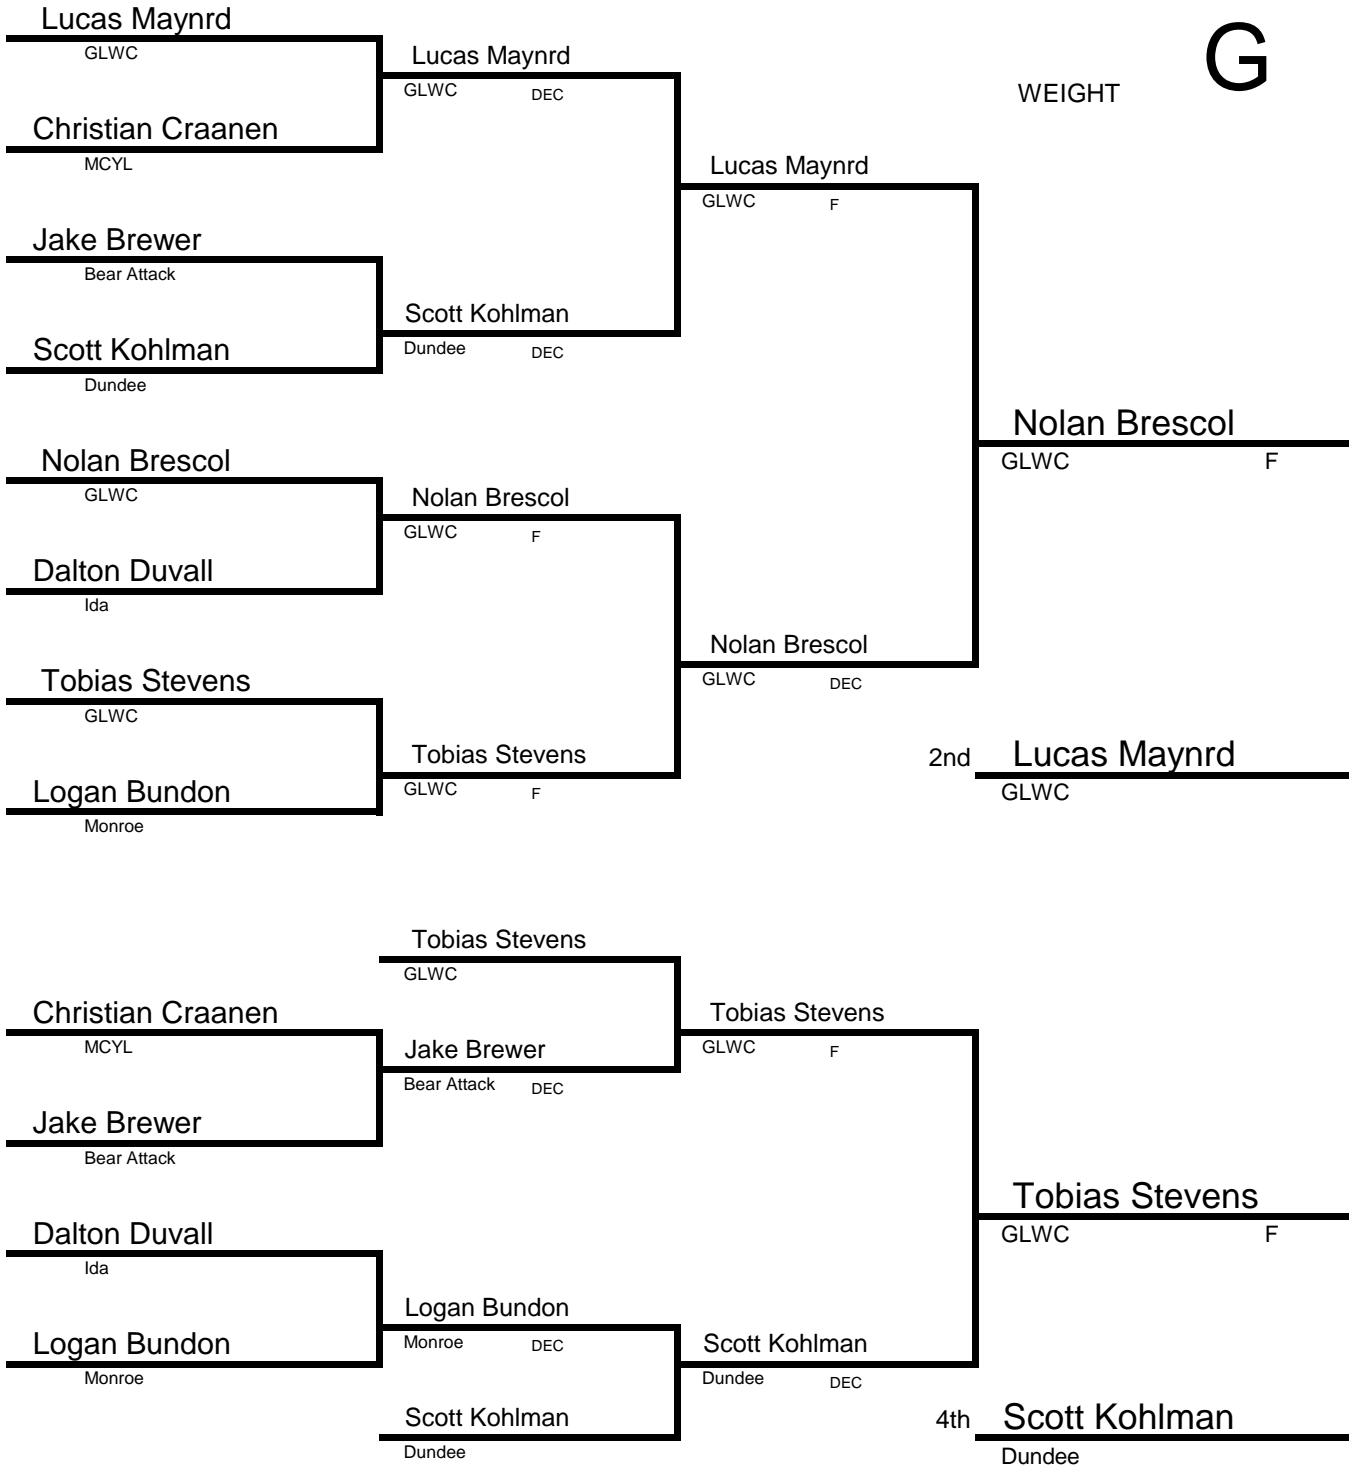 Lucas Maynrd
GLWC
Lucas Maynrd
GLWC DEC
WEIGHT G
Christian Craanen
MCYL
Lucas Maynrd
GLWC F
Jake Brewer
Bear Attack
Scott Kohlman
Dundee DEC
Scott Kohlman
Dundee
Nolan Brescol
GLWC F
Nolan Brescol
GLWC
Nolan Brescol
GLWC F
Dalton Duvall
Ida
Nolan Brescol
GLWC DEC
Tobias Stevens
GLWC
Tobias Stevens
GLWC F
2nd Lucas Maynrd
GLWC
Logan Bundon
Monroe
Tobias Stevens
GLWC
Christian Craanen
MCYL
Tobias Stevens
GLWC F
Jake Brewer
Bear Attack DEC
Jake Brewer
Bear Attack
Tobias Stevens
GLWC F
Dalton Duvall
Ida
Logan Bundon
Monroe DEC
Logan Bundon
Monroe
Scott Kohlman
Dundee DEC
Scott Kohlman
Dundee
4th Scott Kohlman
Dundee